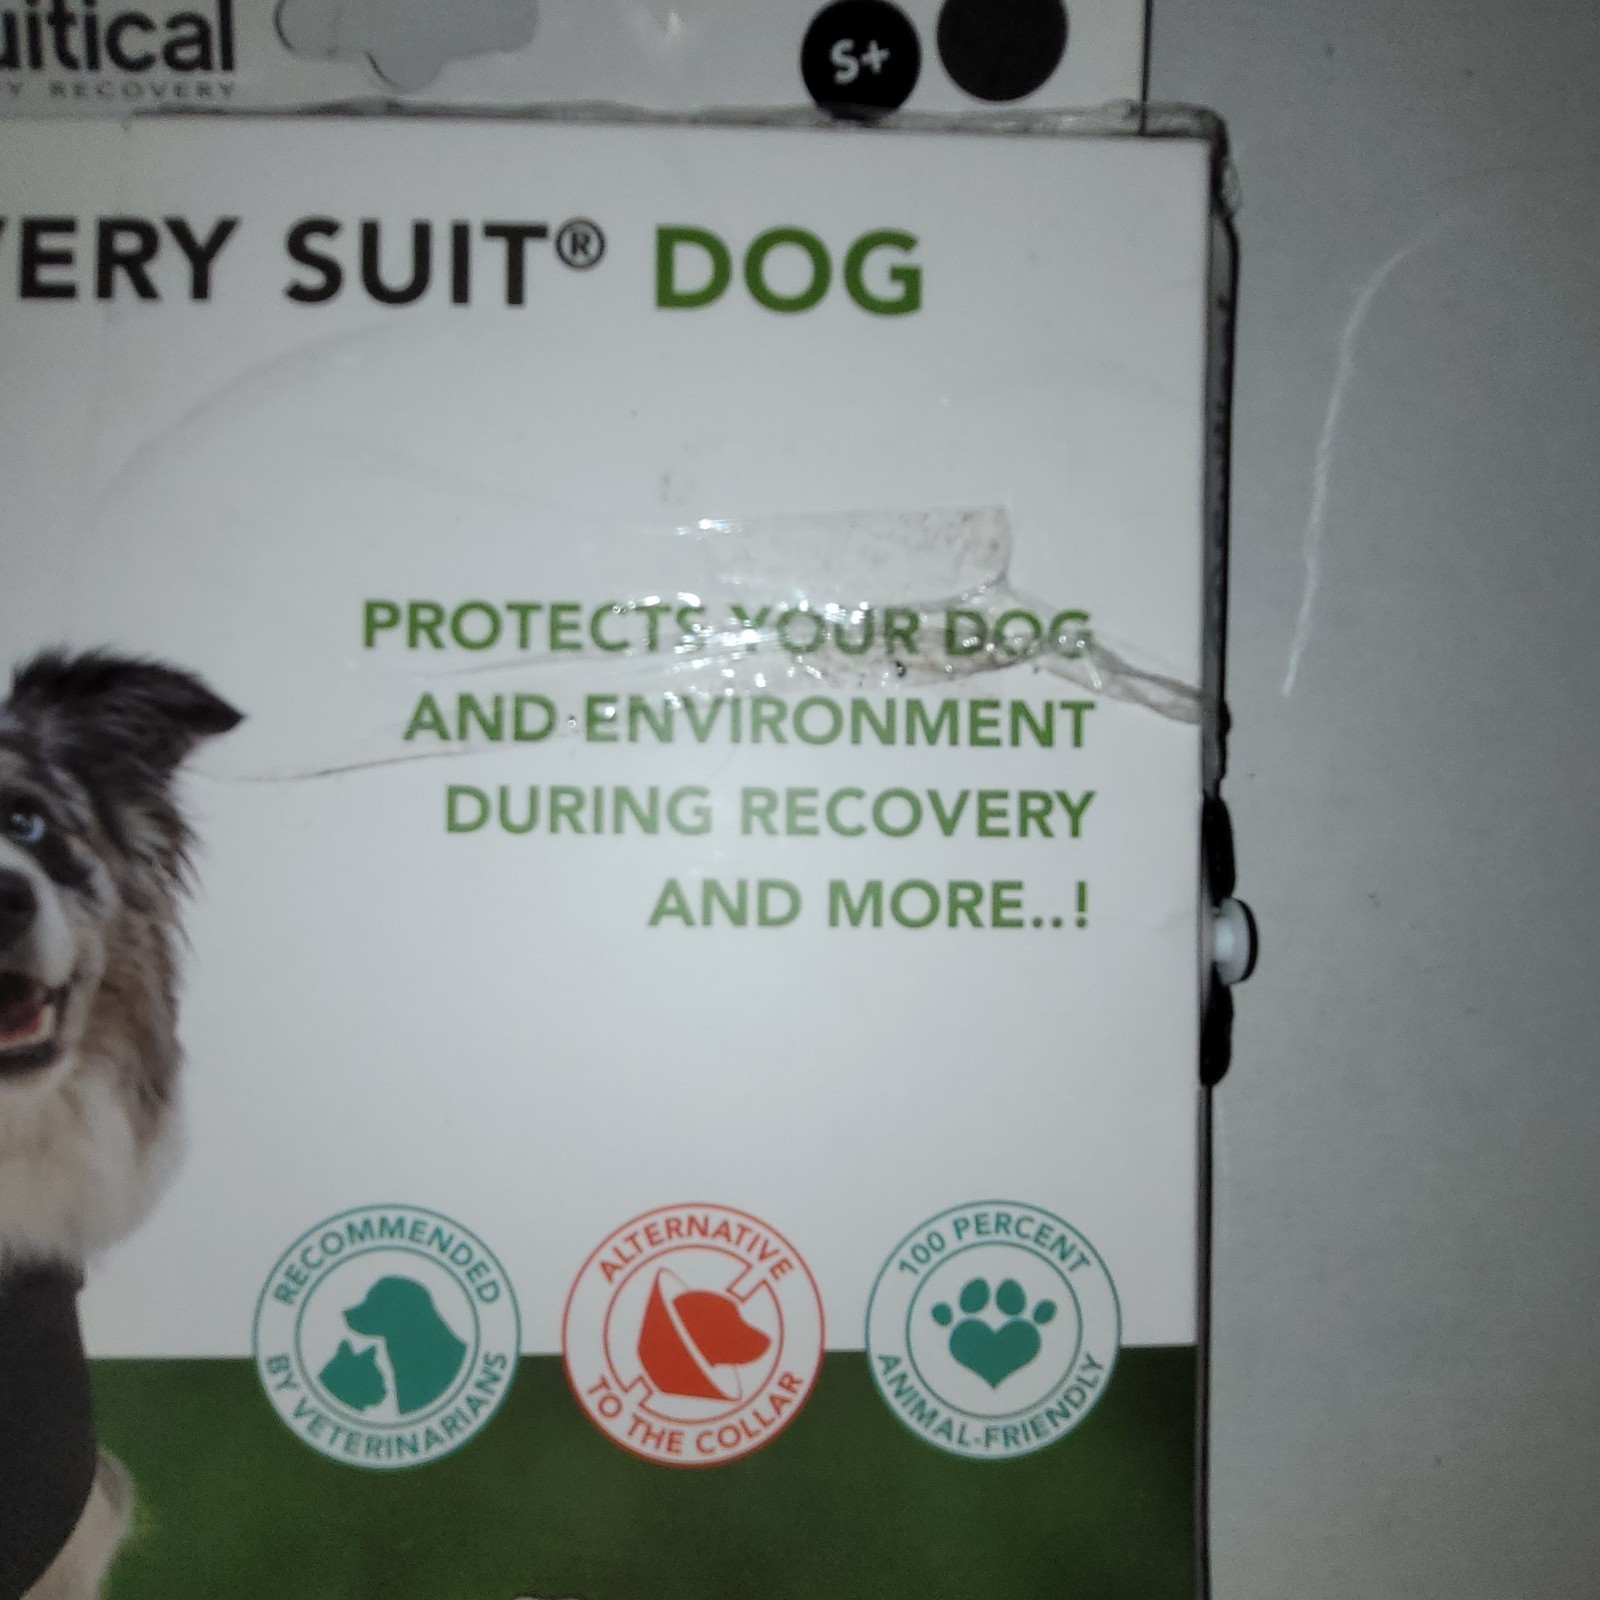 uitical
Y RECOVERY
S+
VERY SUIT® DOG
PROTECTS YOUR DOG
AND ENVIRONMENT
DURING RECOVERY
AND MORE..!
RECOMMENDED
BY VETERINARIANS
ALTERNATIVE
TO THE COLLAR
100 PERCENT
ANIMAL-FRIENDLY